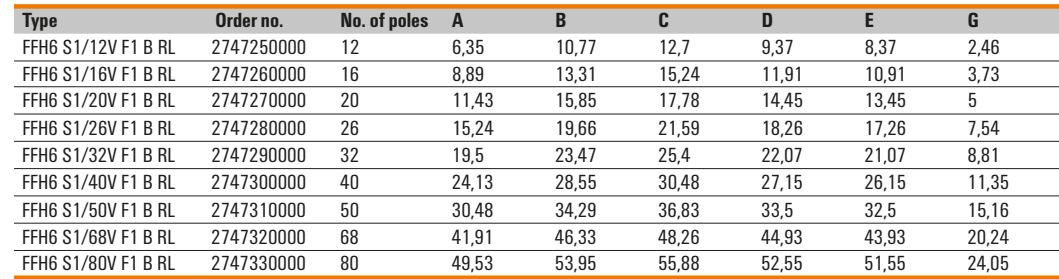 Type Order no. No. of poles A B C D E G
FFH6 S1/12V F1 B RL 2747250000 12 6,35 10,77 12,7 9,37 8,37 2,46
FFH6 S1/16V F1 B RL 2747260000 16 8,89 13,31 15,24 11,91 10,91 3,73
FFH6 S1/20V F1 B RL 2747270000 20 11,43 15,85 17,78 14,45 13,45 5
FFH6 S1/26V F1 B RL 2747280000 26 15,24 19,66 21,59 18,26 17,26 7,54
FFH6 S1/32V F1 B RL 2747290000 32 19,5 23,47 25,4 22,07 21,07 8,81
FFH6 S1/40V F1 B RL 2747300000 40 24,13 28,55 30,48 27,15 26,15 11,35
FFH6 S1/50V F1 B RL 2747310000 50 30,48 34,29 36,83 33,5 32,5 15,16
FFH6 S1/68V F1 B RL 2747320000 68 41,91 46,33 48,26 44,93 43,93 20,24
FFH6 S1/80V F1 B RL 2747330000 80 49,53 53,95 55,88 52,55 51,55 24,05